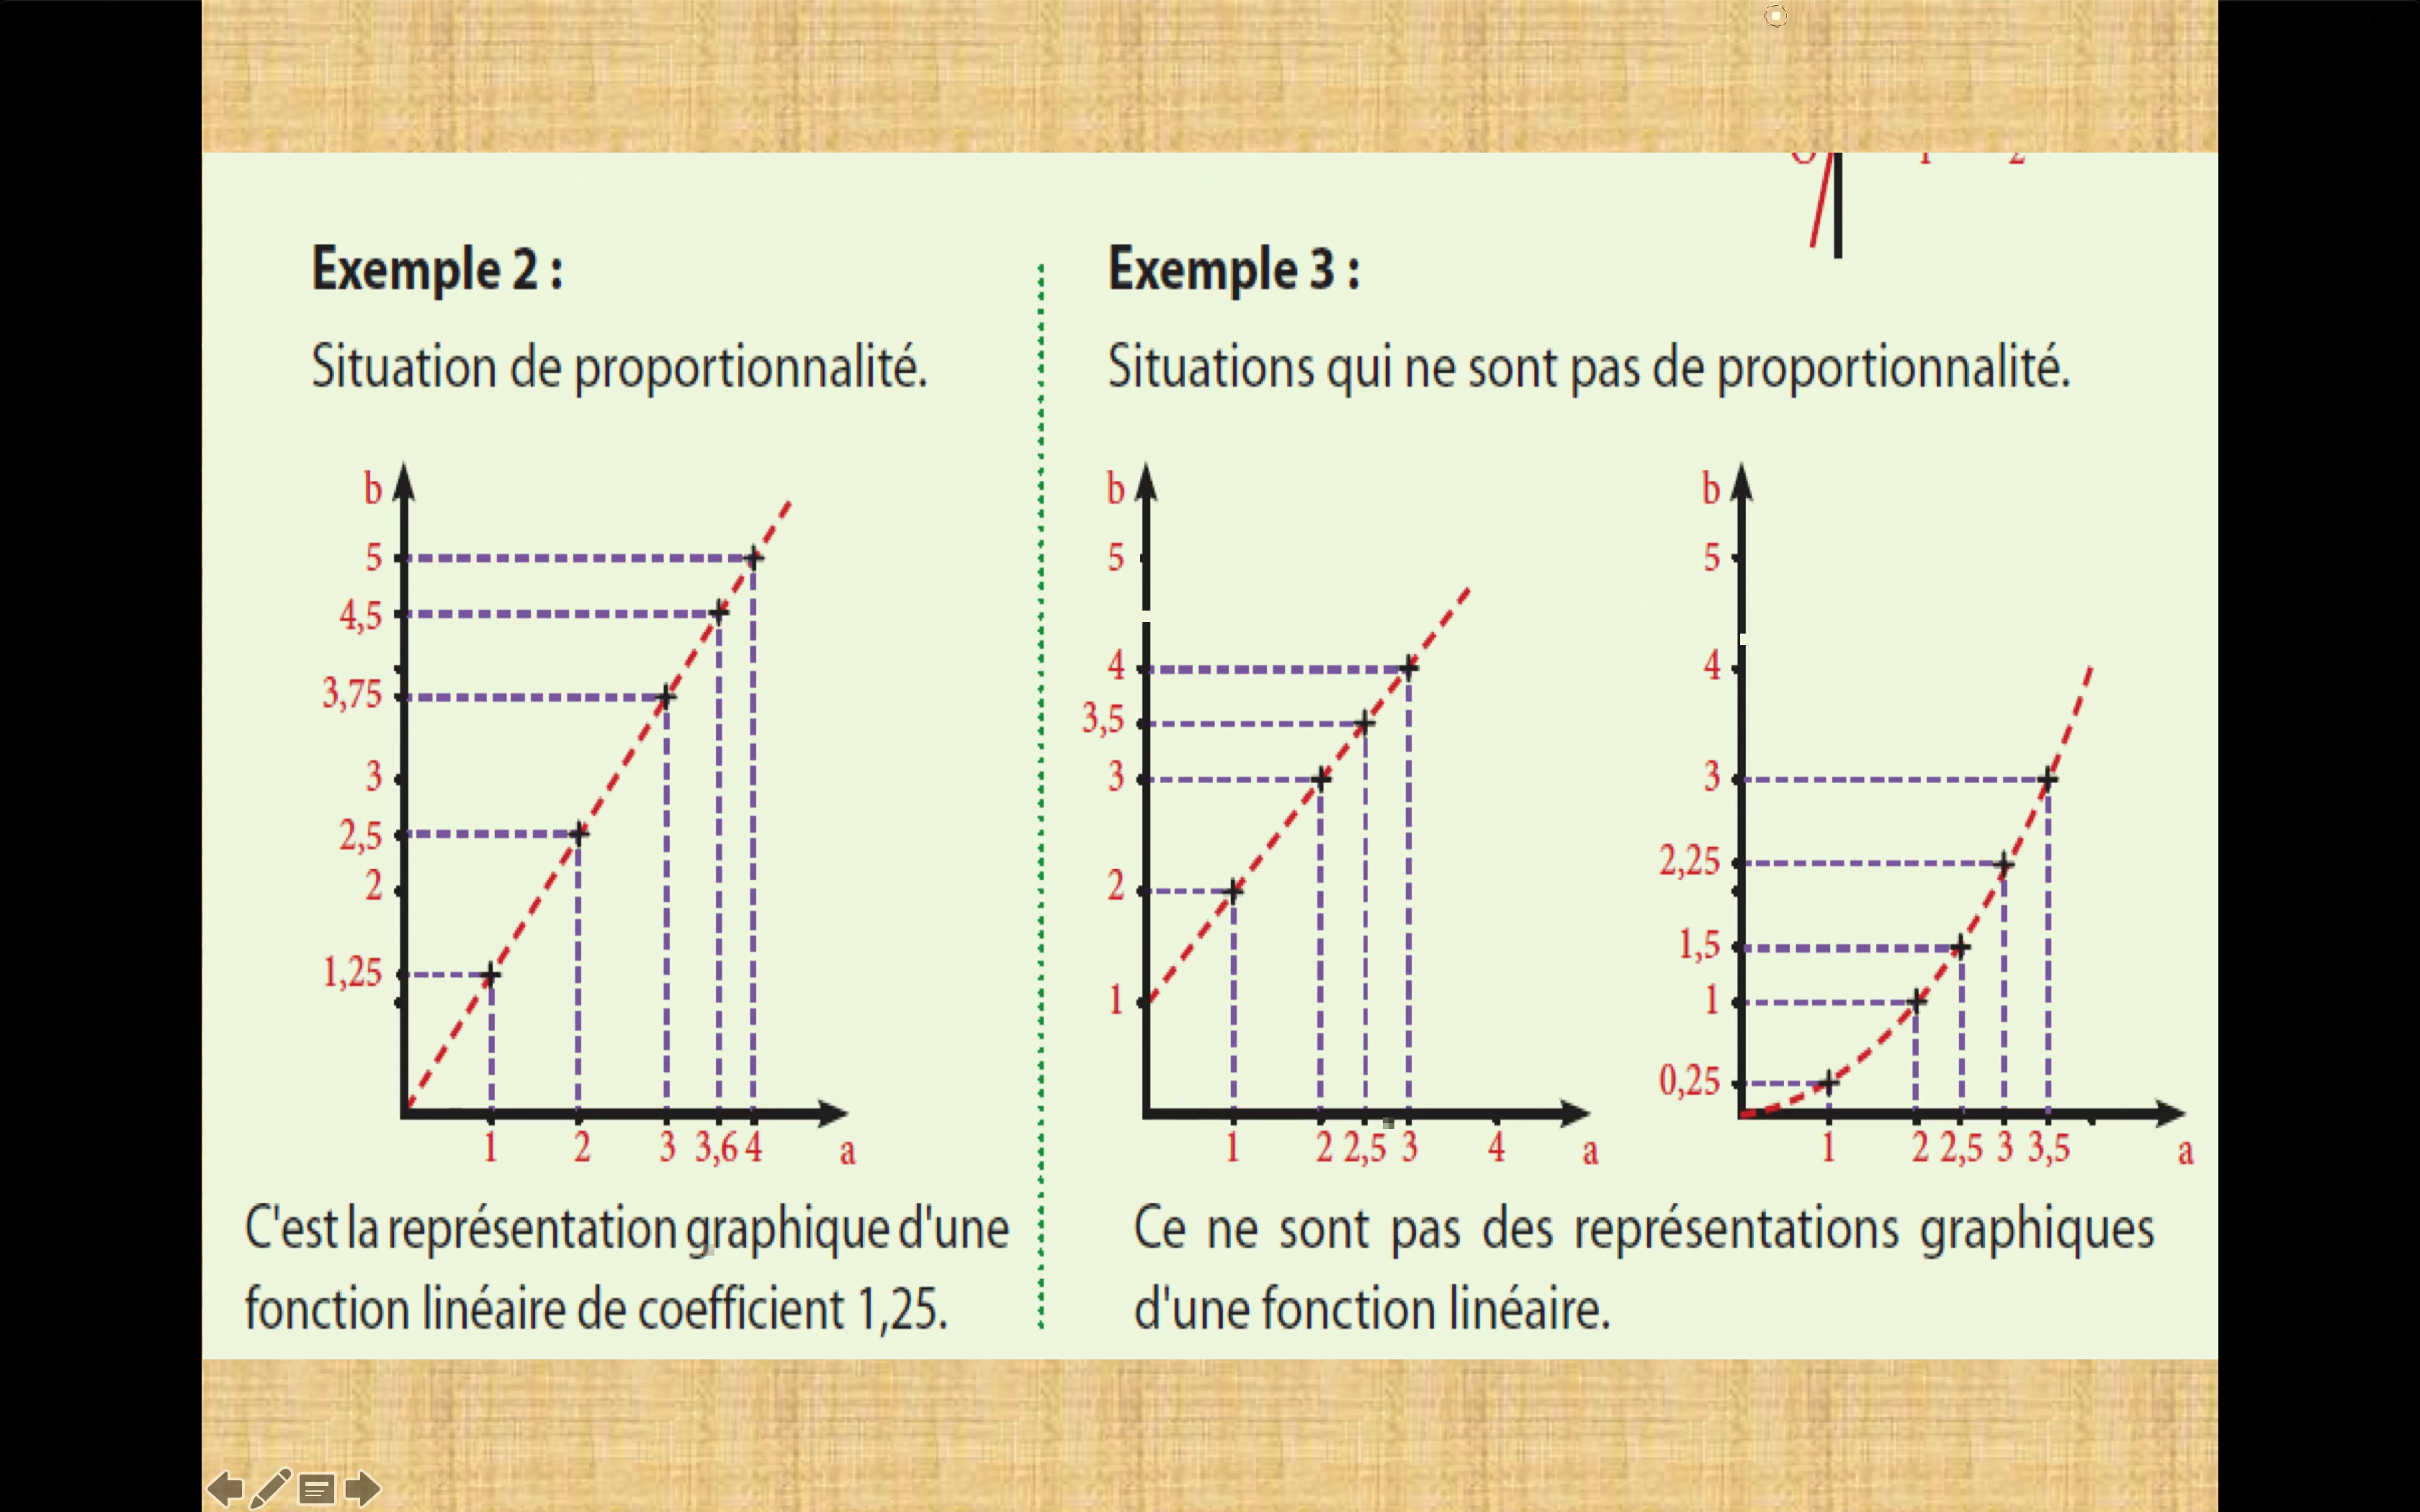 1 2
Exemple 2 :
Situation de proportionnalité.
b
5
4,5
3,75
3
2,5
2
1,25
1 2 3 3,6 4 a
C'est la représentation graphique d'une
fonction linéaire de coefficient 1,25.
Exemple 3 :
Situations qui ne sont pas de proportionnalité.
b
5
4
3,5
3
2
1
1 2 2,5 3 4 a
b
5
4
3
2,25
1,5
1
0,25
1 2 2,5 3 3,5 a
Ce ne sont pas des représentations graphiques
d'une fonction linéaire.